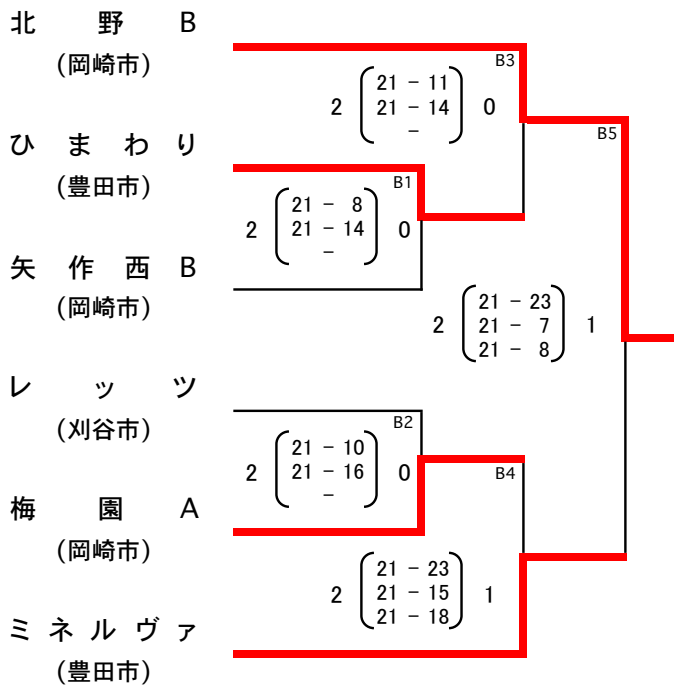 北野B
(岡崎市)
B3
2 21 - 11 0
21 - 14
-
B5
ひまわり
(豊田市)
B1
2 21 - 8 0
21 - 14
-
矢作西B
(岡崎市)
2 21 - 23 1
21 - 7
21 - 8
レッツ
(刈谷市)
B2
2 21 - 10 0
21 - 16
-
B4
梅園A
(岡崎市)
2 21 - 23 1
21 - 15
21 - 18
ミネルヴァ
(豊田市)